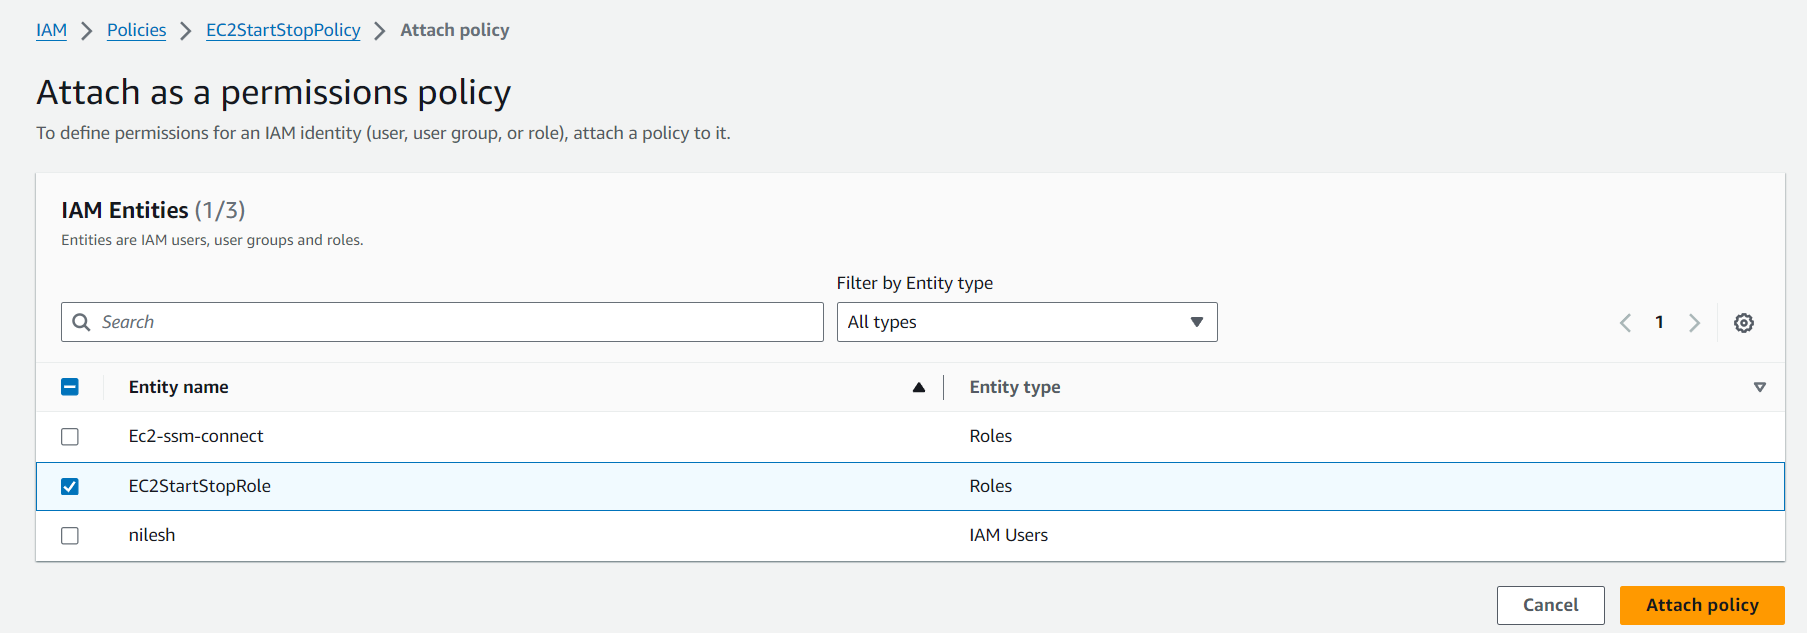 IAM > Policies > EC2StartStopPolicy > Attach policy
Attach as a permissions policy
To define permissions for an IAM identity (user, user group, or role), attach a policy to it.
IAM Entities (1/3)
Entities are IAM users, user groups and roles.
Filter by Entity type
Search All types 1
Entity name Entity type
Ec2-ssm-connect Roles
EC2StartStopRole Roles
nilesh IAM Users
Cancel Attach policy